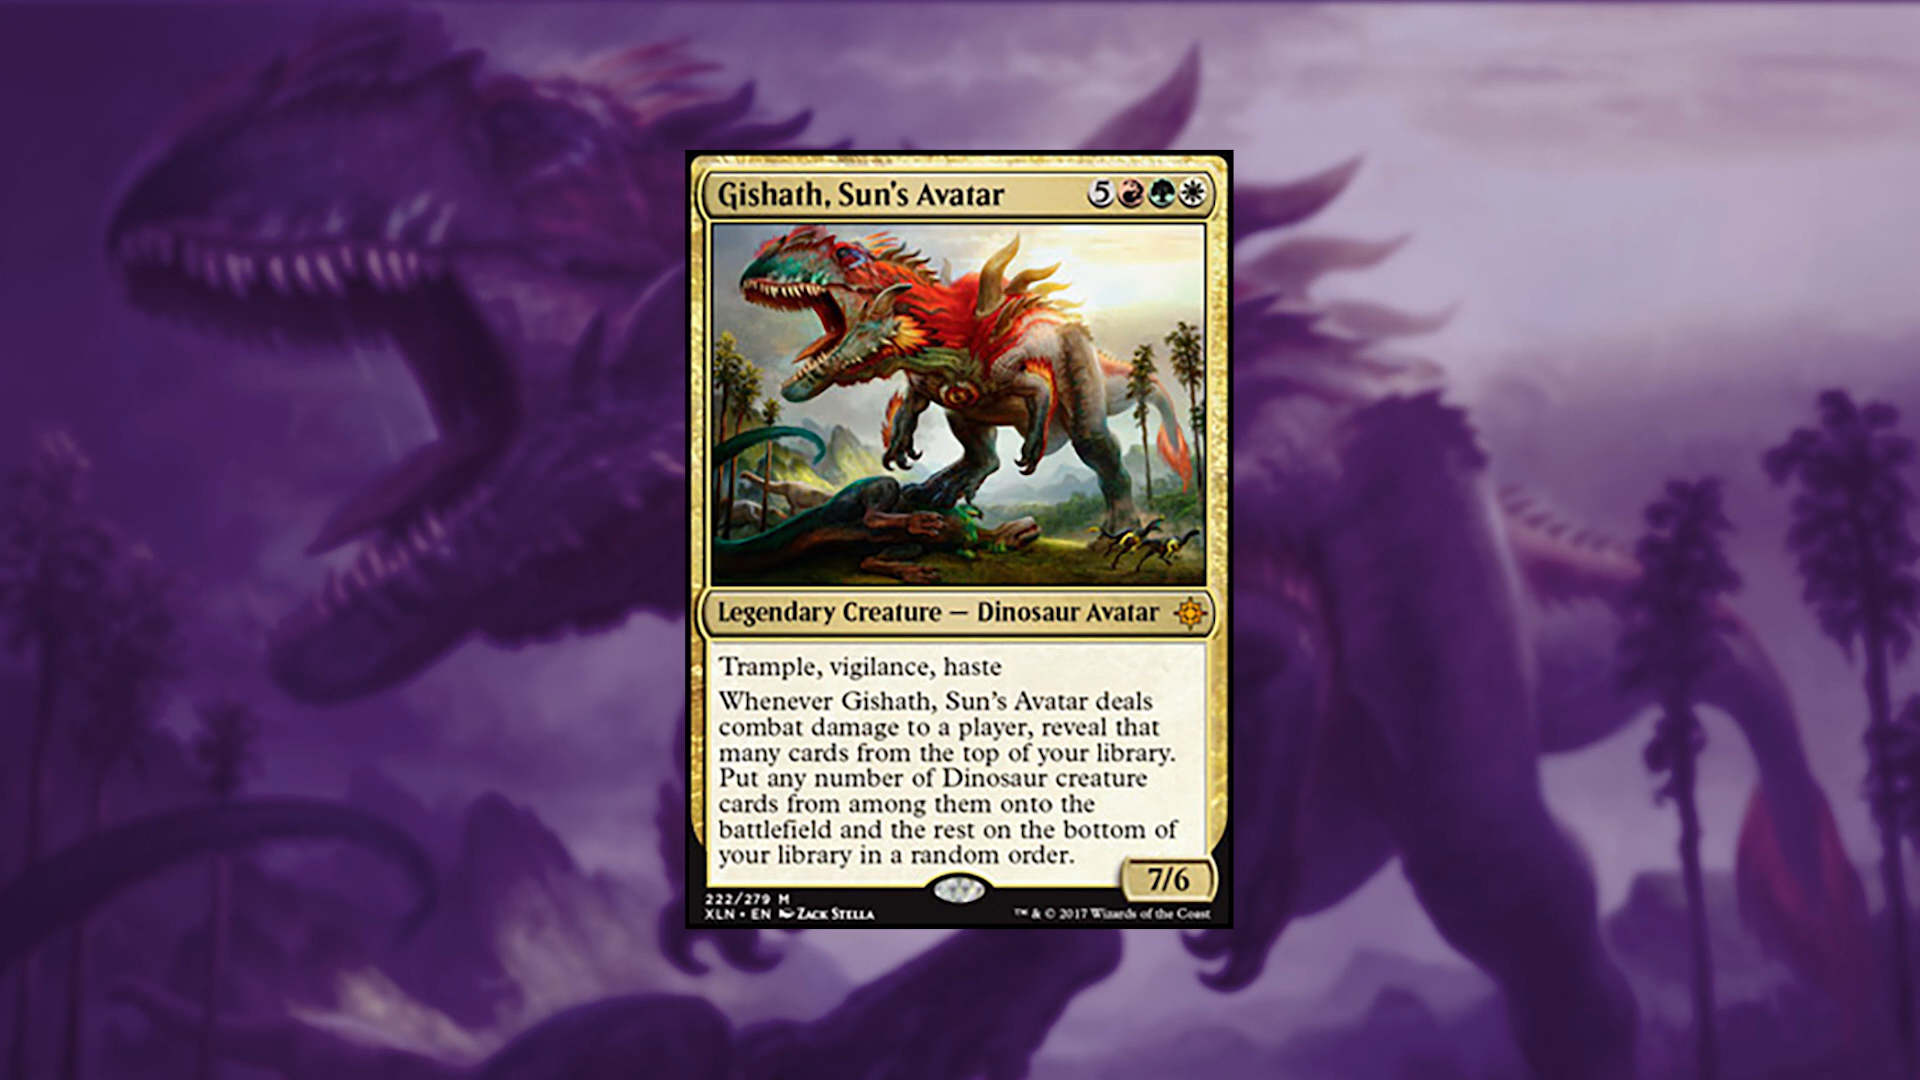 Gishath, Sun's Avatar 5
Legendary Creature — Dinosaur Avatar
Trample, vigilance, haste
Whenever Gishath, Sun's Avatar deals
combat damage to a player, reveal that
many cards from the top of your library.
Put any number of Dinosaur creature
cards from among them onto the
battlefield and the rest on the bottom of
your library in a random order.
7/6
222/279 M
XLN • EN Zack Stella
™ & © 2017 Wizards of the Coast